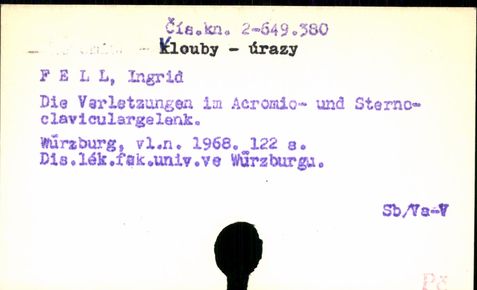 Čís.kn. 2-649.380
Klouby - úrazy
F E L L, Ingrid
Die Verletzungen im Acromio- und Sterno-
claviculargelenk.
Würzburg, vl.n. 1968. 122 s.
Dis.lék.fak.univ.ve Würzburgu.
Sb/Va-V
Pč